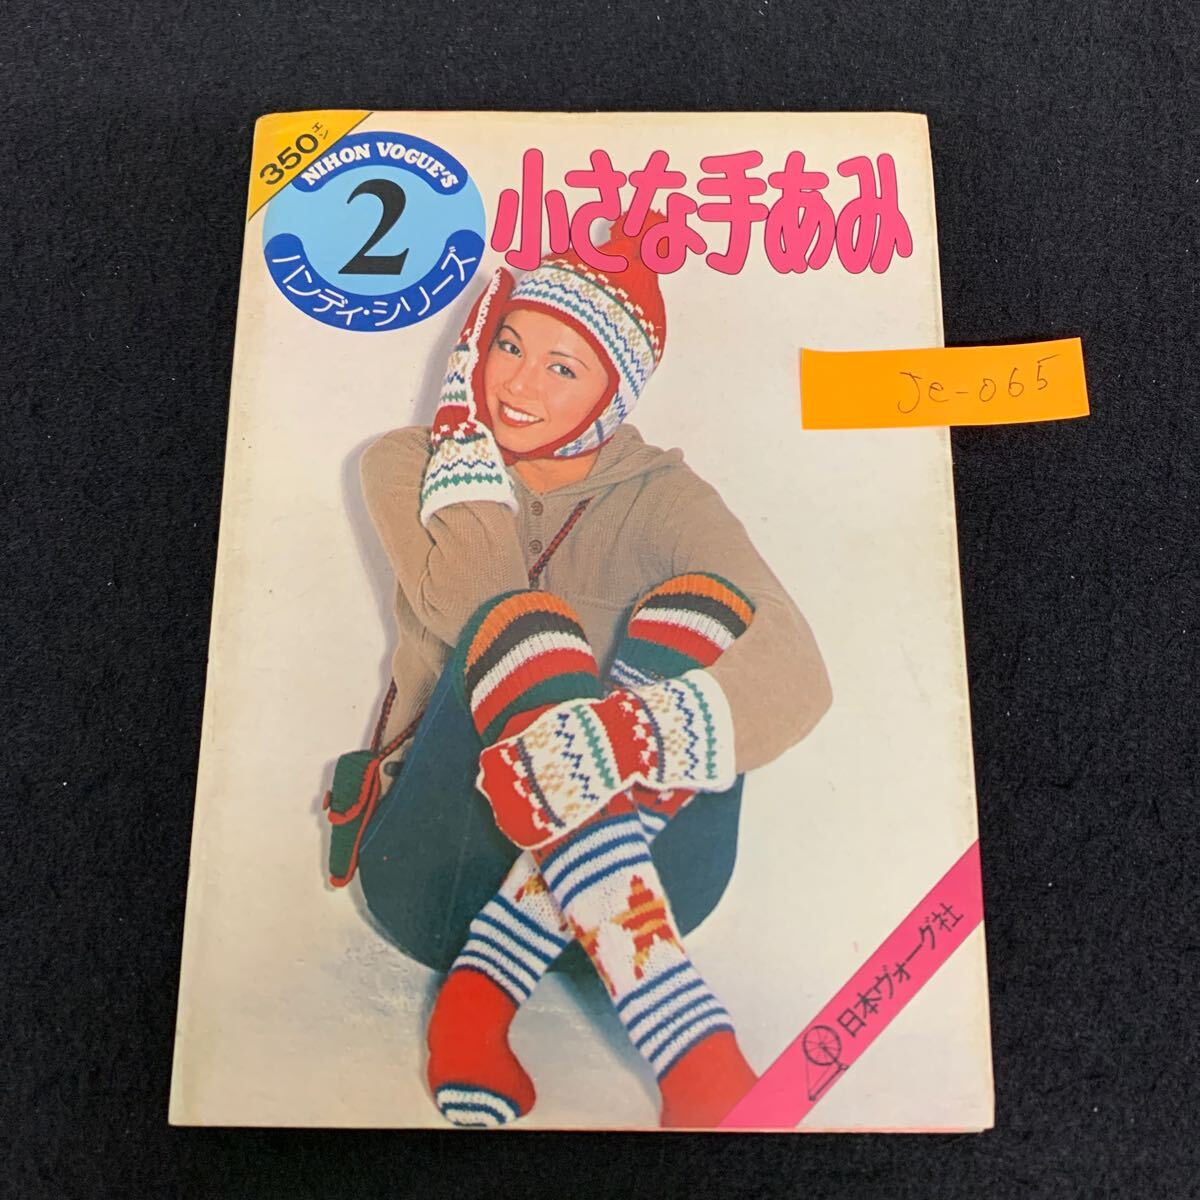 350エン
NIHON VOGUE'S
2
ハンディ・シリーズ
小さな手あみ
Je-065
日本ヴォーグ社